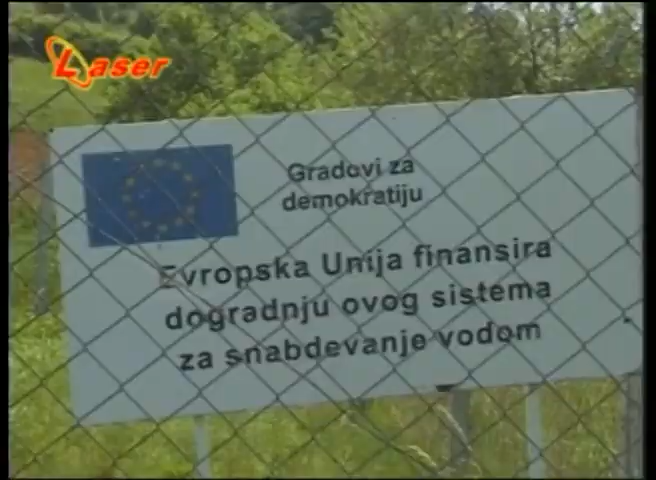 Laser
Gradovi za
demokratiju
Evropska Unija finansira
dogradnju ovog sistema
za snabdevanje vodom